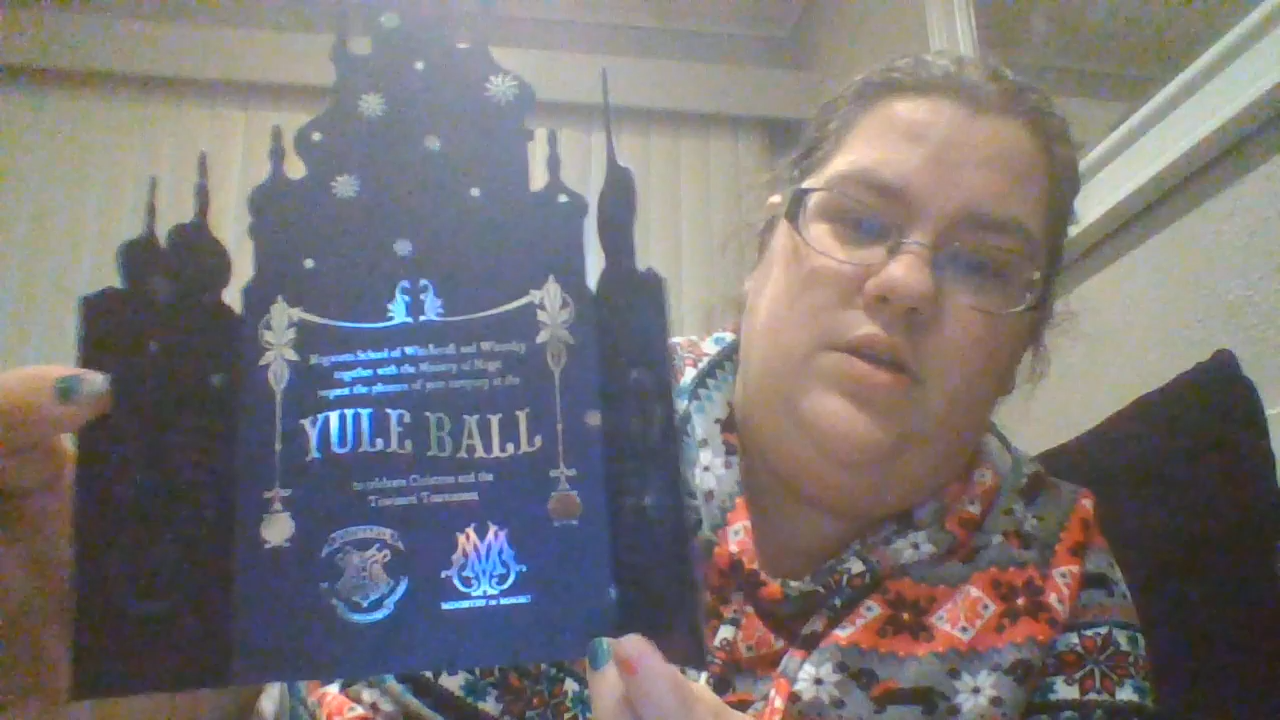 Hogwarts School of Witchcraft and Wizardry
together with the Ministry of Magic
request the pleasure of your company at the
YULE BALL
to celebrate Christmas and the
Triwizard Tournament
MINISTRY OF MAGIC